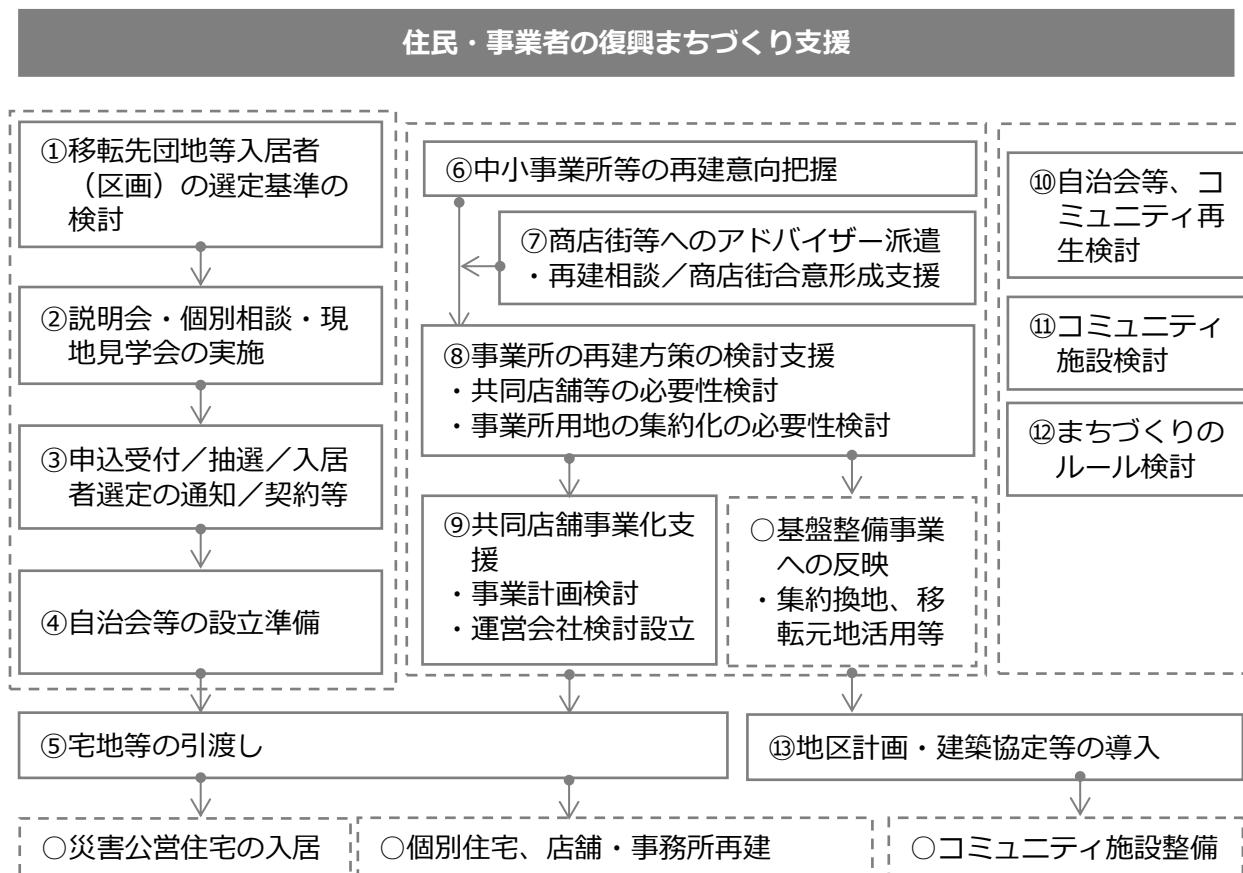 住民・事業者の復興まちづくり支援
①移転先団地等入居者
（区画）の選定基準の
検討
②説明会・個別相談・現
地見学会の実施
③申込受付／抽選／入居
者選定の通知／契約等
④自治会等の設立準備
⑥中小事業所等の再建意向把握
⑦商店街等へのアドバイザー派遣
・再建相談／商店街合意形成支援
⑧事業所の再建方策の検討支援
・共同店舗等の必要性検討
・事業所用地の集約化の必要性検討
⑨共同店舗事業化支
援
・事業計画検討
・運営会社検討設立
○基盤整備事業
への反映
・集約換地、移
転元地活用等
⑩自治会等、コ
ミュニティ再
生検討
⑪コミュニティ
施設検討
⑫まちづくりの
ルール検討
⑤宅地等の引渡し
⑬地区計画・建築協定等の導入
○災害公営住宅の入居
○個別住宅、店舗・事務所再建
○コミュニティ施設整備